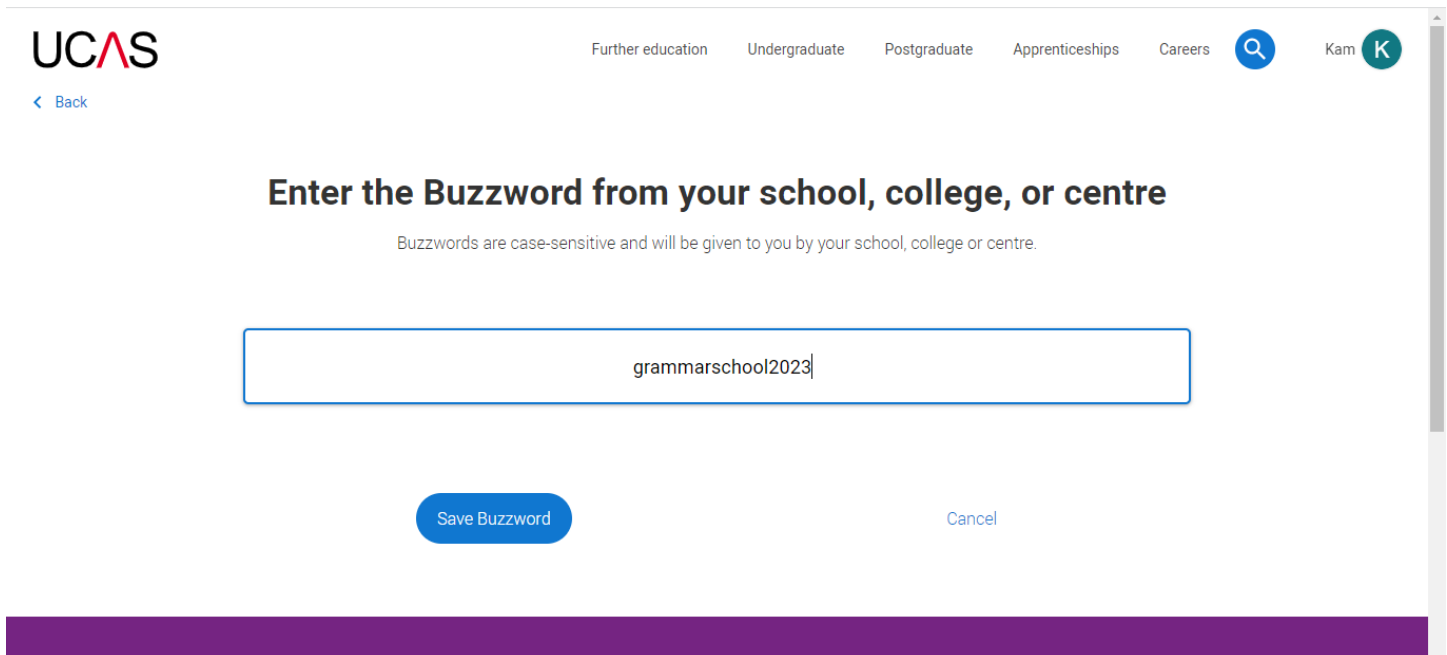 UCAS
Further education Undergraduate Postgraduate Apprenticeships Careers Kam K
Back
Enter the Buzzword from your school, college, or centre
Buzzwords are case-sensitive and will be given to you by your school, college or centre.
grammarschool2023
Save Buzzword Cancel